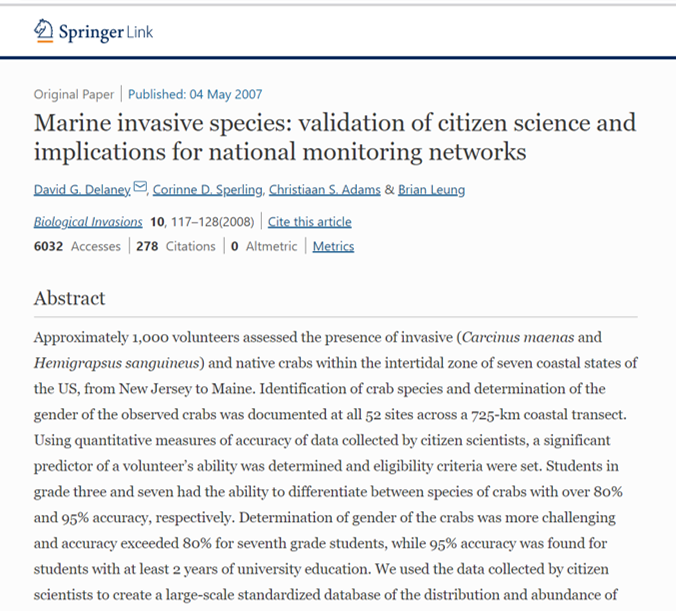 Springer Link
Original Paper | Published: 04 May 2007
Marine invasive species: validation of citizen science and
implications for national monitoring networks
David G. Delaney, Corinne D. Sperling, Christiaan S. Adams & Brian Leung
Biological Invasions 10, 117–128(2008) | Cite this article
6032 Accesses | 278 Citations | 0 Altmetric | Metrics
Abstract
Approximately 1,000 volunteers assessed the presence of invasive (Carcinus maenas and
Hemigrapsus sanguineus) and native crabs within the intertidal zone of seven coastal states of
the US, from New Jersey to Maine. Identification of crab species and determination of the
gender of the observed crabs was documented at all 52 sites across a 725-km coastal transect.
Using quantitative measures of accuracy of data collected by citizen scientists, a significant
predictor of a volunteer’s ability was determined and eligibility criteria were set. Students in
grade three and seven had the ability to differentiate between species of crabs with over 80%
and 95% accuracy, respectively. Determination of gender of the crabs was more challenging
and accuracy exceeded 80% for seventh grade students, while 95% accuracy was found for
students with at least 2 years of university education. We used the data collected by citizen
scientists to create a large-scale standardized database of the distribution and abundance of